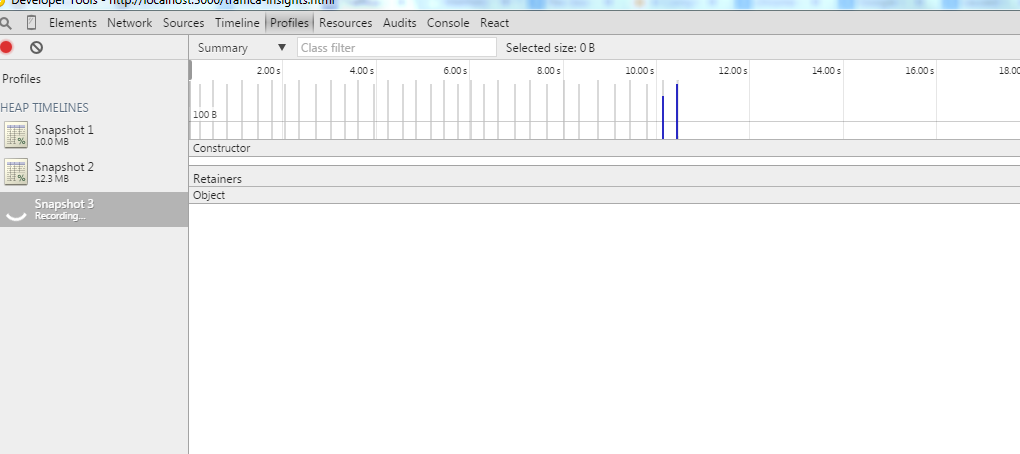 Developer Tools - http://localhost:3000/traffica-insights.html
Elements Network Sources Timeline Profiles Resources Audits Console React
Summary ▼ Class filter Selected size: 0 B
Profiles
HEAP TIMELINES
Snapshot 1
10.0 MB
Snapshot 2
12.3 MB
Snapshot 3
Recording...
2.00 s 4.00 s 6.00 s 8.00 s 10.00 s 12.00 s 14.00 s 16.00 s 18.00
100 B
Constructor
Retainers
Object